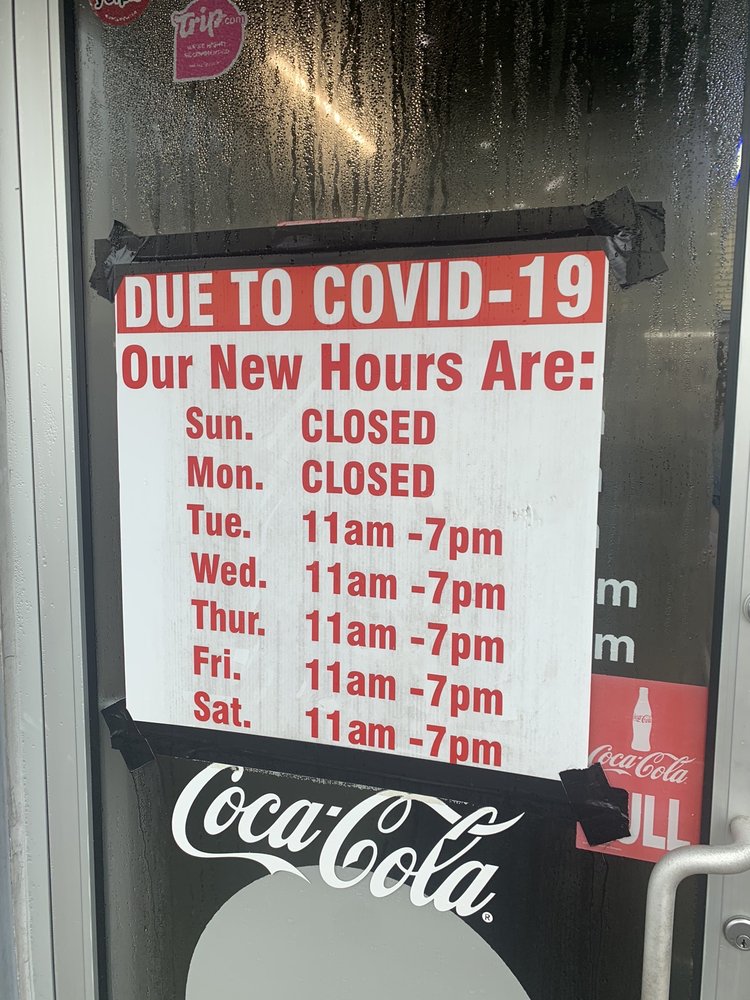 Trip.com
DUE TO COVID-19
Our New Hours Are:
Sun. CLOSED
Mon. CLOSED
Tue. 11am -7pm
Wed. 11am -7pm
Thur. 11am -7pm
Fri. 11am -7pm
Sat. 11am -7pm
m
m
Coca-Cola
ULL
Coca-Cola®